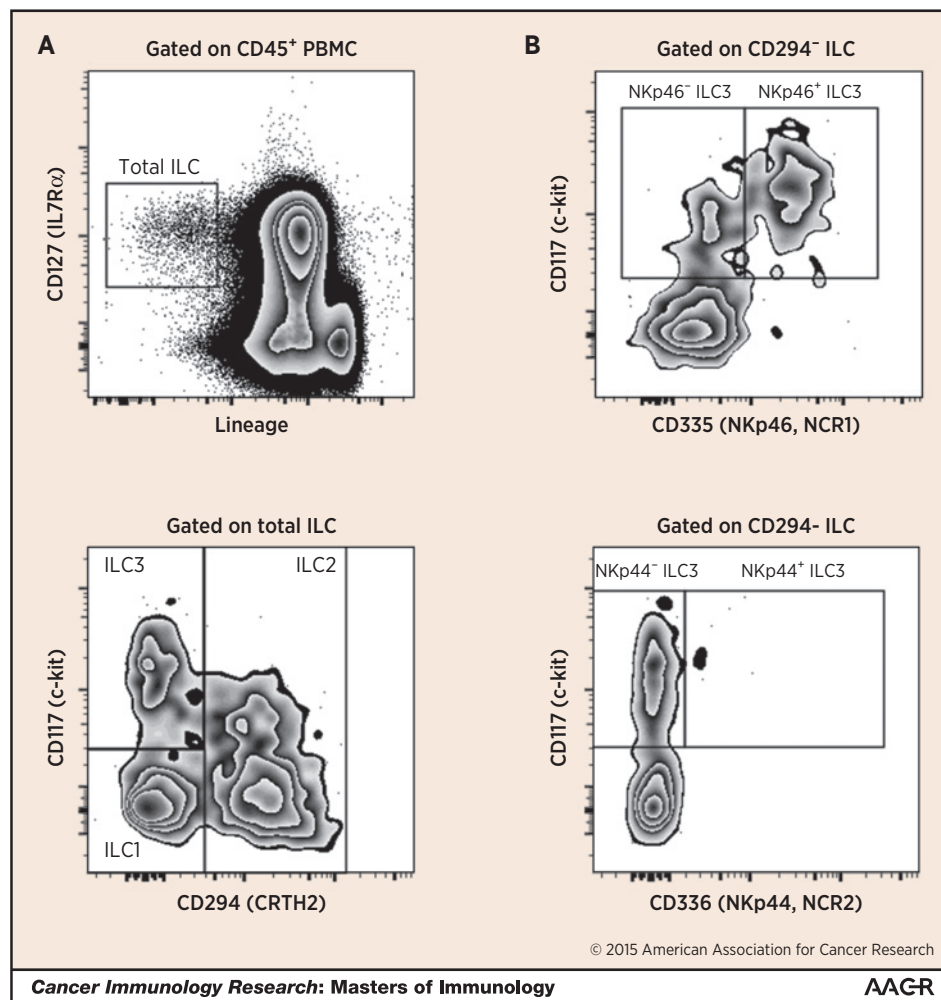 A
Gated on CD45⁺ PBMC
Total ILC
CD127 (IL7Rα)
Lineage
Gated on total ILC
ILC3
ILC2
ILC1
CD117 (c-kit)
CD294 (CRTH2)
B
Gated on CD294⁻ ILC
NKp46⁻ ILC3
NKp46⁺ ILC3
CD117 (c-kit)
CD335 (NKp46, NCR1)
Gated on CD294- ILC
NKp44⁻ ILC3
NKp44⁺ ILC3
CD117 (c-kit)
CD336 (NKp44, NCR2)
© 2015 American Association for Cancer Research
Cancer Immunology Research: Masters of Immunology
AACR